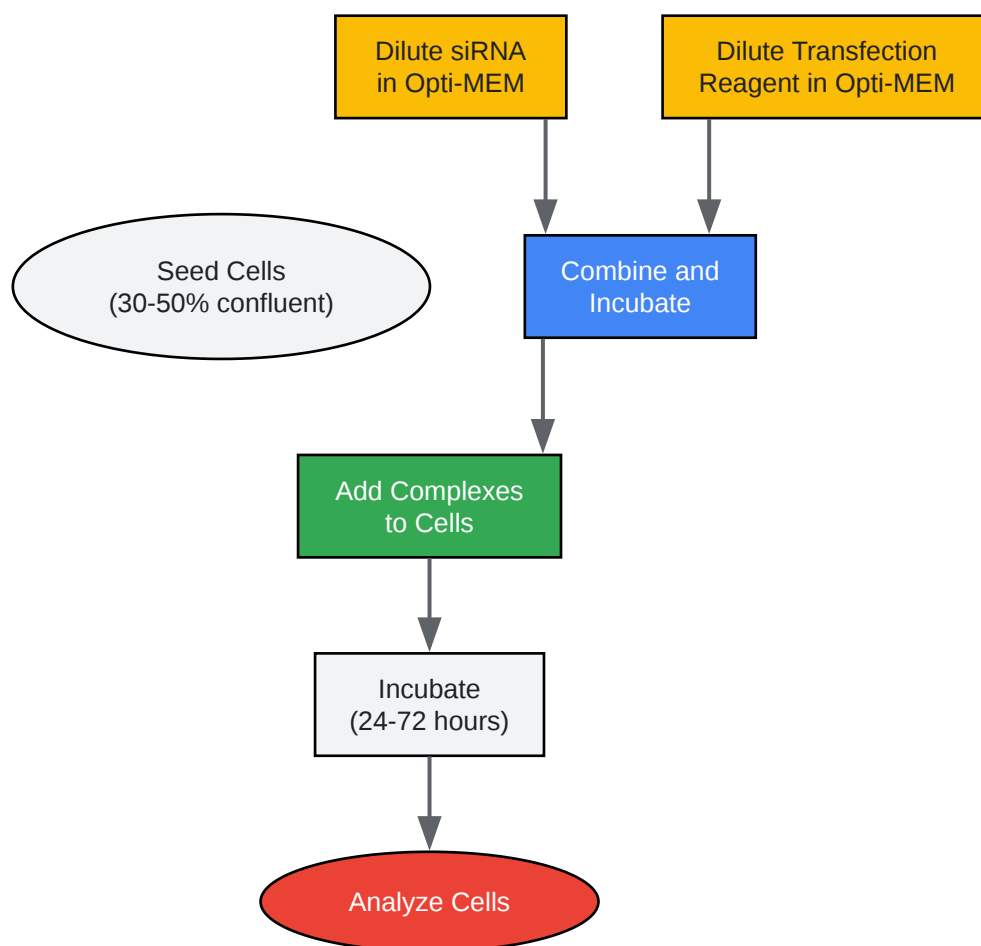 Dilute siRNA
in Opti-MEM
Dilute Transfection
Reagent in Opti-MEM
Seed Cells
(30-50% confluent)
Combine and
Incubate
Add Complexes
to Cells
Incubate
(24-72 hours)
Analyze Cells